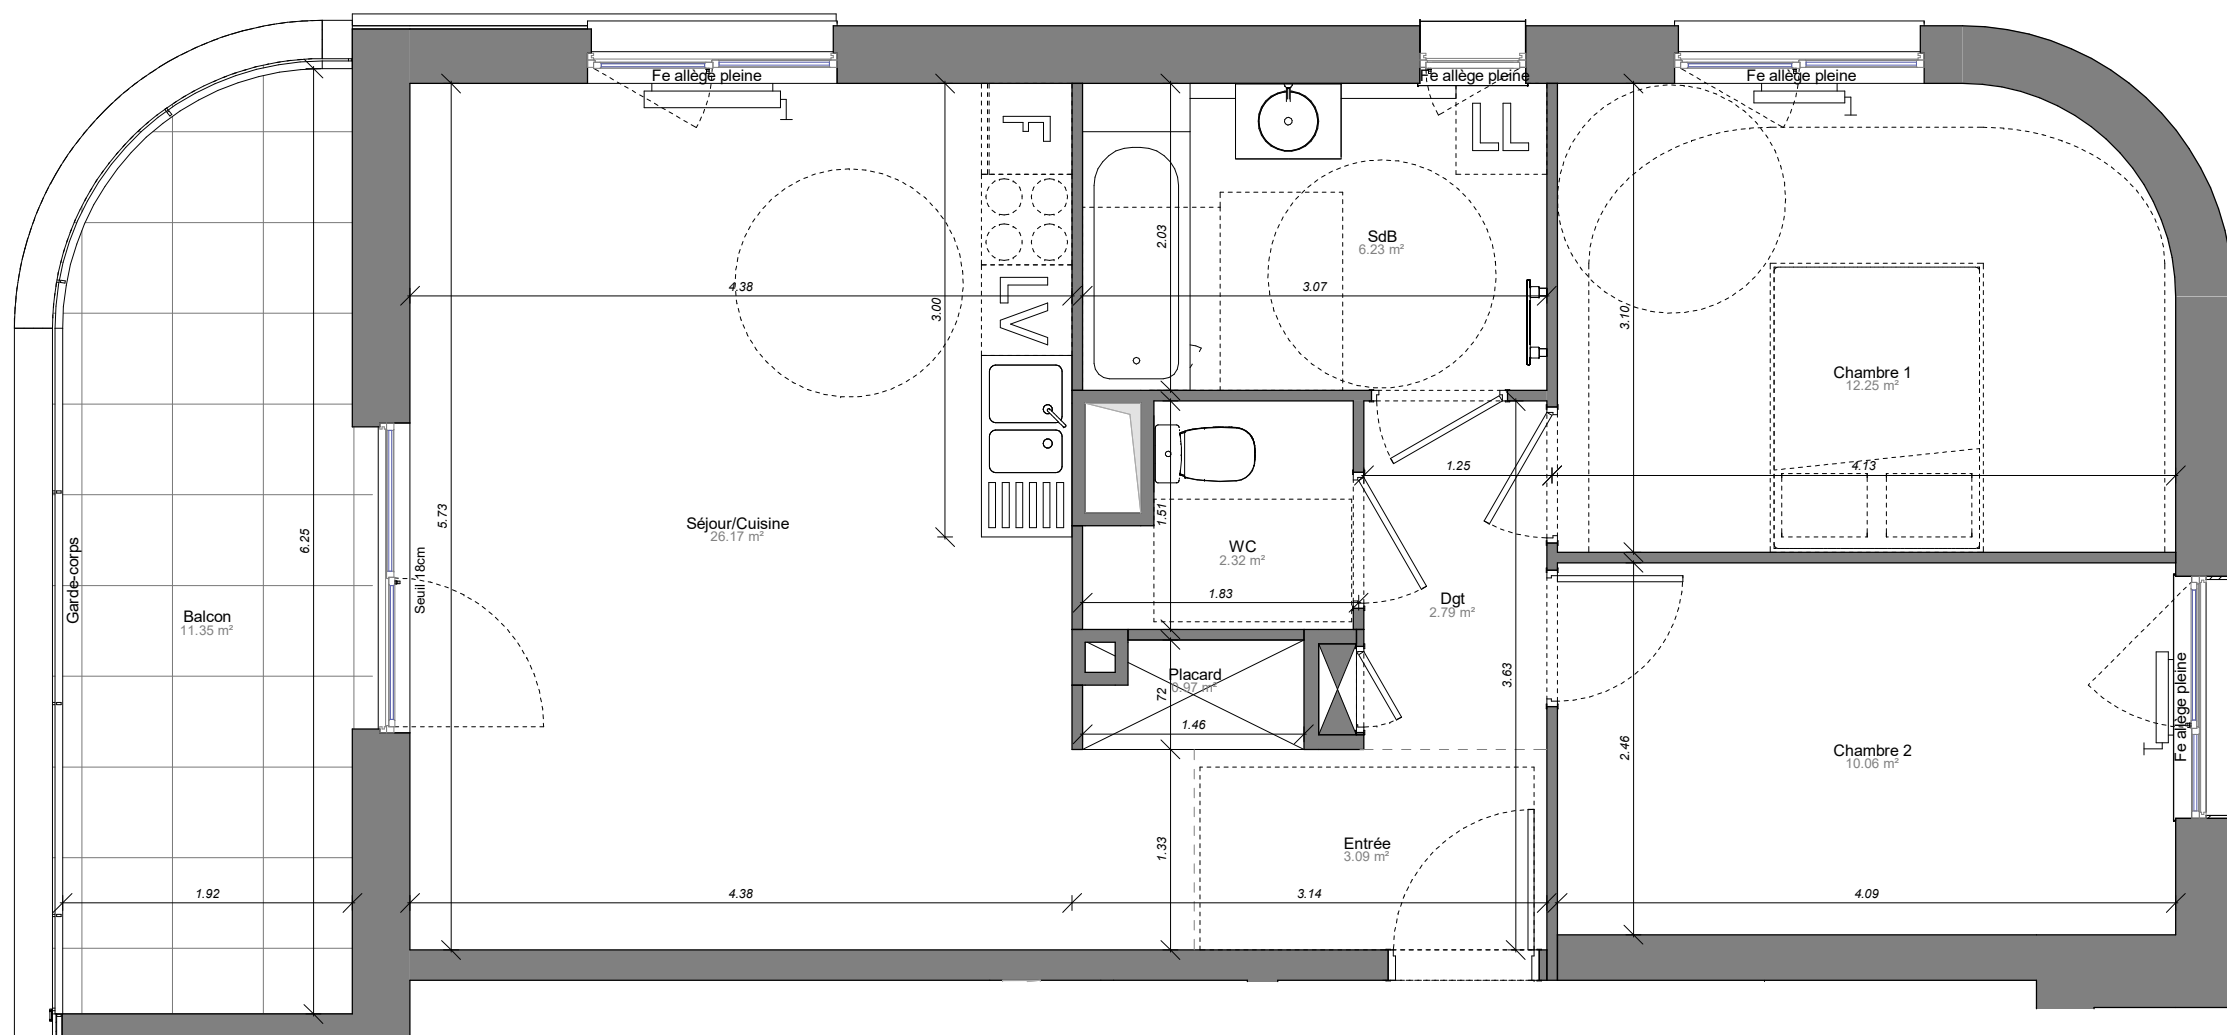 Fe allège pleine
Fe allège pleine
Fe allège pleine
F
LL
LV
SdB
6.23 m²
2.03
4.38
3.07
3.00
3.10
Chambre 1
12.25 m²
1.25
4.13
5.73
Séjour/Cuisine
26.17 m²
1.51
WC
2.32 m²
6.25
Garde-corps
Seuil 18cm
Balcon
11.35 m²
1.83
Dgt
2.79 m²
3.63
Placard
0.97 m²
72
1.46
2.46
Chambre 2
10.06 m²
Fe allège pleine
1.33
Entrée
3.09 m²
1.92
4.38
3.14
4.09